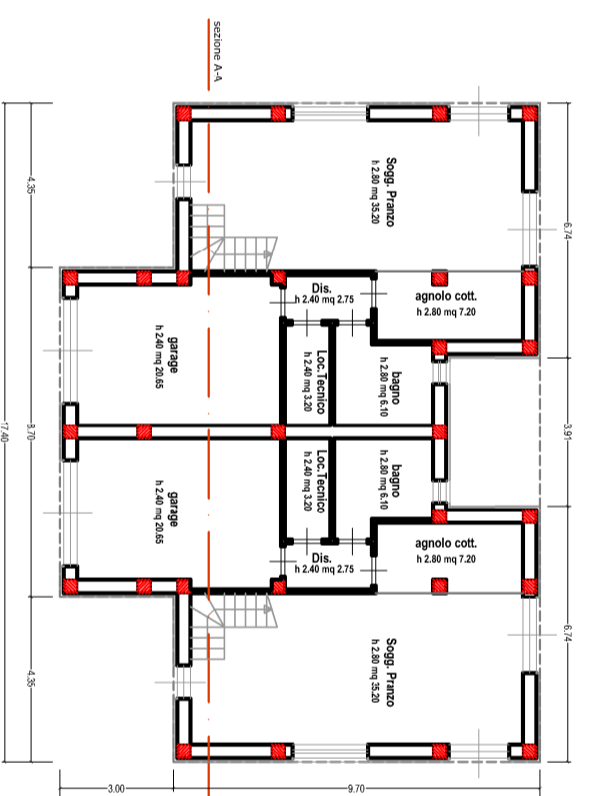 sezione A-A
4.35
Sogg. Pranzo
h 2.80 mq 35.20
6.74
Dis.
h 2.40 mq 2.75
agnolo cott.
h 2.80 mq 7.20
garage
h 2.40 mq 20.65
Loc.Tecnico
h 2.40 mq 3.20
bagno
h 2.80 mq 6.10
17.40
8.70
3.91
garage
h 2.40 mq 20.65
Loc.Tecnico
h 2.40 mq 3.20
bagno
h 2.80 mq 6.10
Dis.
h 2.40 mq 2.75
agnolo cott.
h 2.80 mq 7.20
4.35
Sogg. Pranzo
h 2.80 mq 35.20
6.74
3.00
9.70